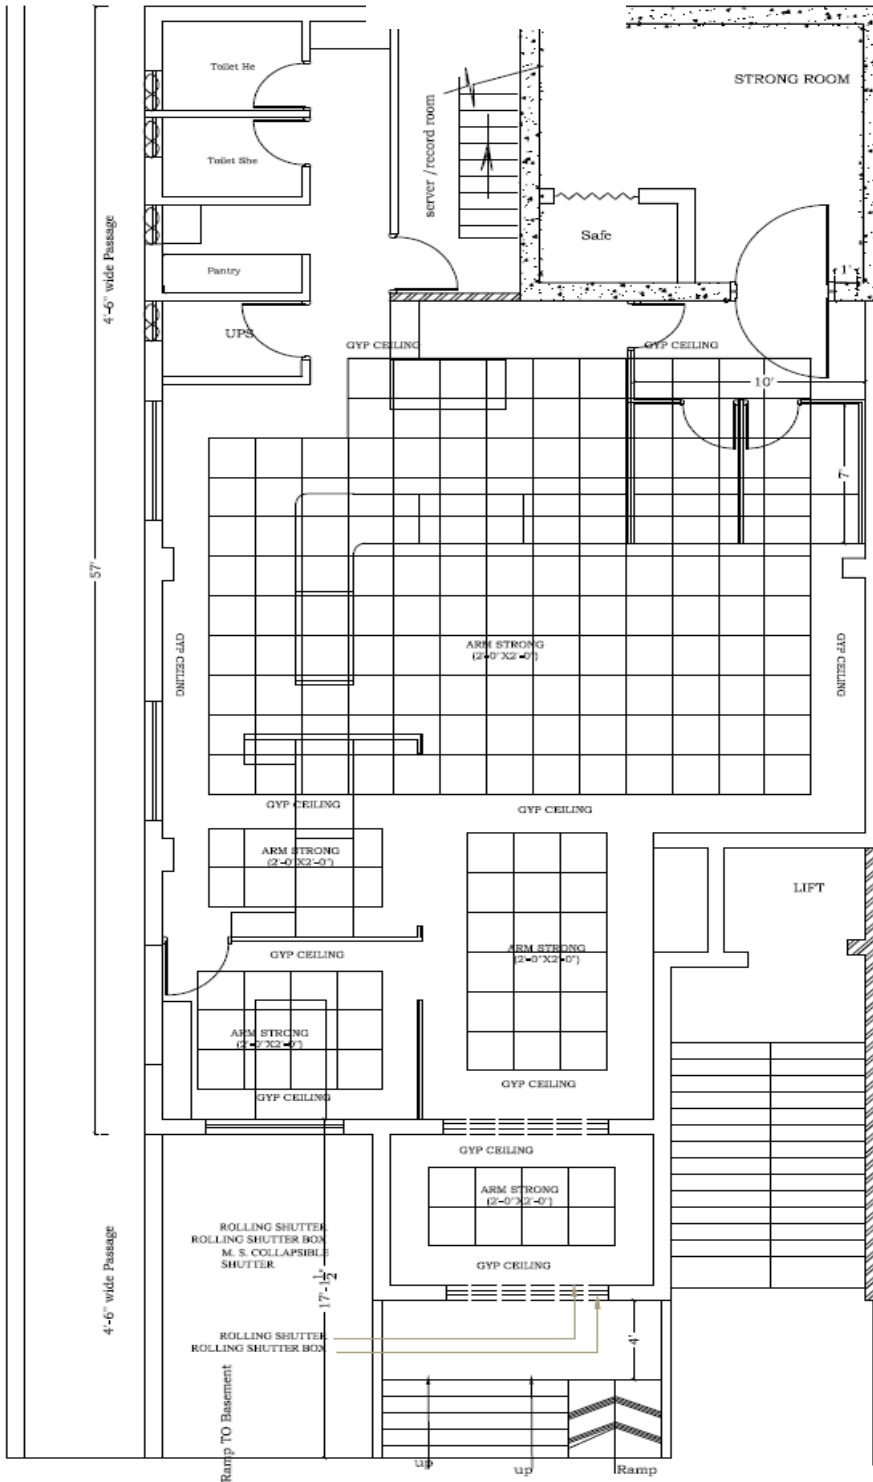 Toilet He
STRONG ROOM
server /record room
Toilet She
4'-6" wide Passage
Safe
Pantry
1'
UPS
GYP CEILING
GYP CEILING
10'
7'
57'
GYP CEILING
ARM STRONG
(2'-0"X2'-0")
GYP CEILING
GYP CEILING
GYP CEILING
ARM STRONG
(2'-0"X2'-0")
LIFT
GYP CEILING
ARM STRONG
(2'-0"X2'-0")
ARM STRONG
(2'-0"X2'-0")
GYP CEILING
GYP CEILING
GYP CEILING
ARM STRONG
(2'-0"X2'-0")
ROLLING SHUTTER
ROLLING SHUTTER BOX
M. S. COLLAPSIBLE
SHUTTER
GYP CEILING
17'-1 1/2"
4'-6" wide Passage
ROLLING SHUTTER
ROLLING SHUTTER BOX
4'
Ramp TO Basement
up
up
Ramp